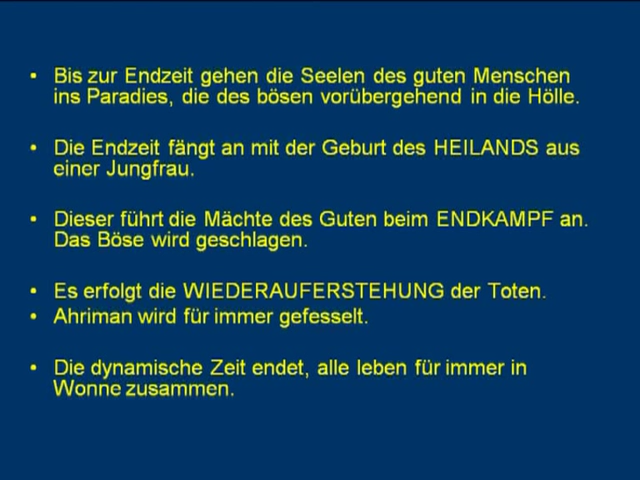 • Bis zur Endzeit gehen die Seelen des guten Menschen
ins Paradies, die des bösen vorübergehend in die Hölle.
• Die Endzeit fängt an mit der Geburt des HEILANDS aus
einer Jungfrau.
• Dieser führt die Mächte des Guten beim ENDKAMPF an.
Das Böse wird geschlagen.
• Es erfolgt die WIEDERAUFERSTEHUNG der Toten.
• Ahriman wird für immer gefesselt.
• Die dynamische Zeit endet, alle leben für immer in
Wonne zusammen.